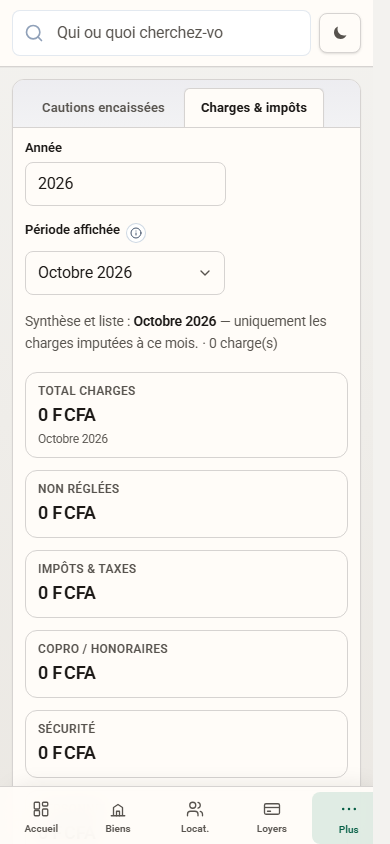 Qui ou quoi cherchez-vo
Cautions encaissées
Charges & impôts
Année
2026
Période affichée
Octobre 2026
Synthèse et liste : Octobre 2026 — uniquement les
charges imputées à ce mois. · 0 charge(s)
TOTAL CHARGES
0 FCFA
Octobre 2026
NON RÉGLÉES
0 FCFA
IMPÔTS & TAXES
0 FCFA
COPRO / HONORAIRES
0 FCFA
SÉCURITÉ
0 FCFA
Accueil
Biens
Locat.
Loyers
Plus